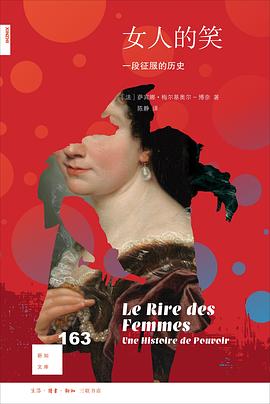 XINZHI
女人的笑
一段征服的历史
[法] 萨宾娜·梅尔基奥尔-博奈 著
陈静 译
Le Rire des
Femmes
Une Histoire de Pouvoir
163
新知
文库
生活·读书·新知 三联书店